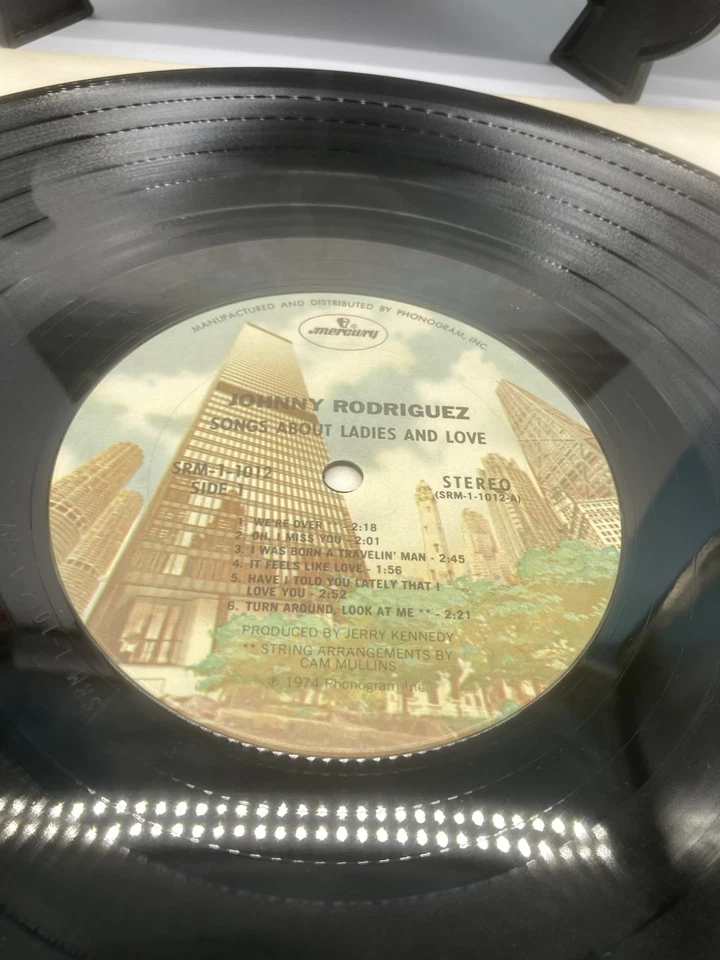 MANUFACTURED AND DISTRIBUTED BY PHONOGRAM, INC.
mercury
JOHNNY RODRIGUEZ
SONGS ABOUT LADIES AND LOVE
SRM-1-1012
SIDE 1
STEREO
(SRM-1-1012-A)
1. WE'RE OVER ** - 2:18
2. OH, I MISS YOU - 2:01
3. I WAS BORN A TRAVELIN' MAN - 2:45
4. IT FEELS LIKE LOVE - 1:56
5. HAVE I TOLD YOU LATELY THAT I
LOVE YOU - 2:52
6. TURN AROUND, LOOK AT ME ** - 2:21
PRODUCED BY JERRY KENNEDY
** STRING ARRANGEMENTS BY
CAM MULLINS
℗ 1974 Phonogram, Inc.
SRM 1